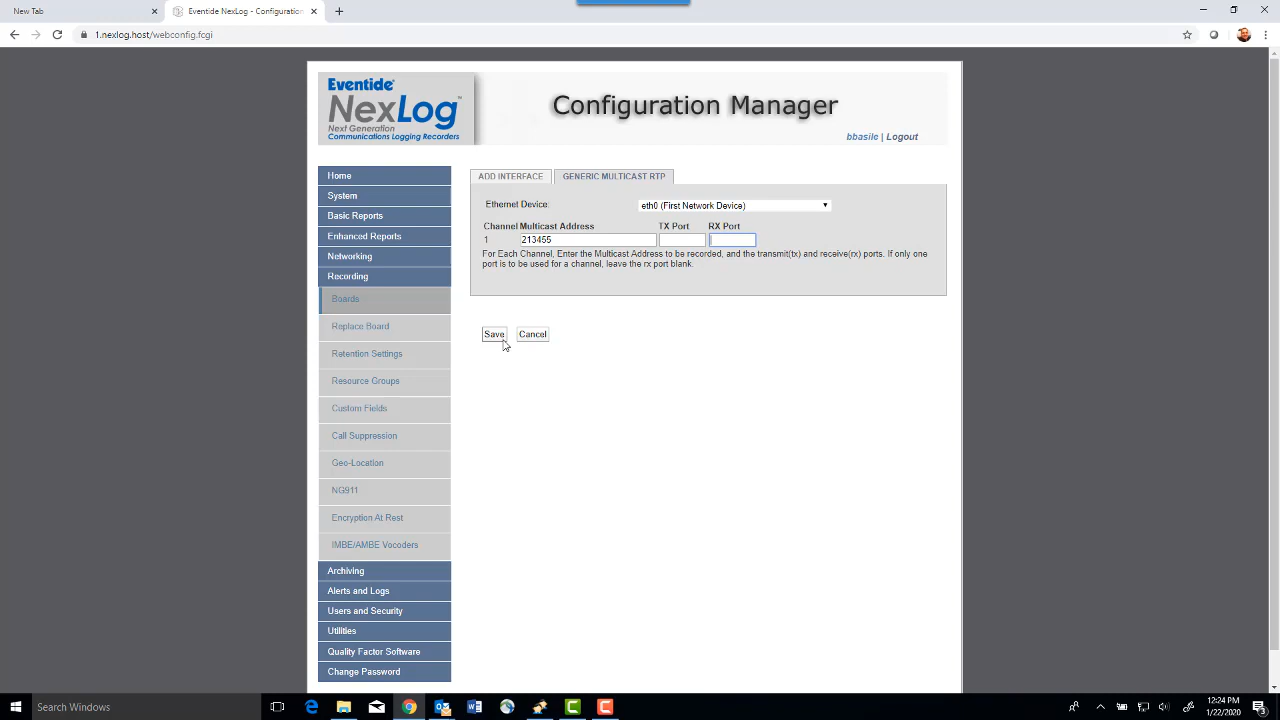 New Tab
Eventide NexLog - Configuration
1.nexlog.host/webconfig.fcgi
Eventide®
NexLog™
Next Generation
Communications Logging Recorders
Configuration Manager
bbasile | Logout
Home
System
Basic Reports
Enhanced Reports
Networking
Recording
Boards
Replace Board
Retention Settings
Resource Groups
Custom Fields
Call Suppression
Geo-Location
NG911
Encryption At Rest
IMBE/AMBE Vocoders
Archiving
Alerts and Logs
Users and Security
Utilities
Quality Factor Software
Change Password
ADD INTERFACE
GENERIC MULTICAST RTP
Ethernet Device:
eth0 (First Network Device)
Channel Multicast Address TX Port RX Port
1 213455
For Each Channel, Enter the Multicast Address to be recorded, and the transmit(tx) and receive(rx) ports. If only one
port is to be used for a channel, leave the rx port blank.
Save Cancel
Search Windows
12:24 PM
1/22/2020